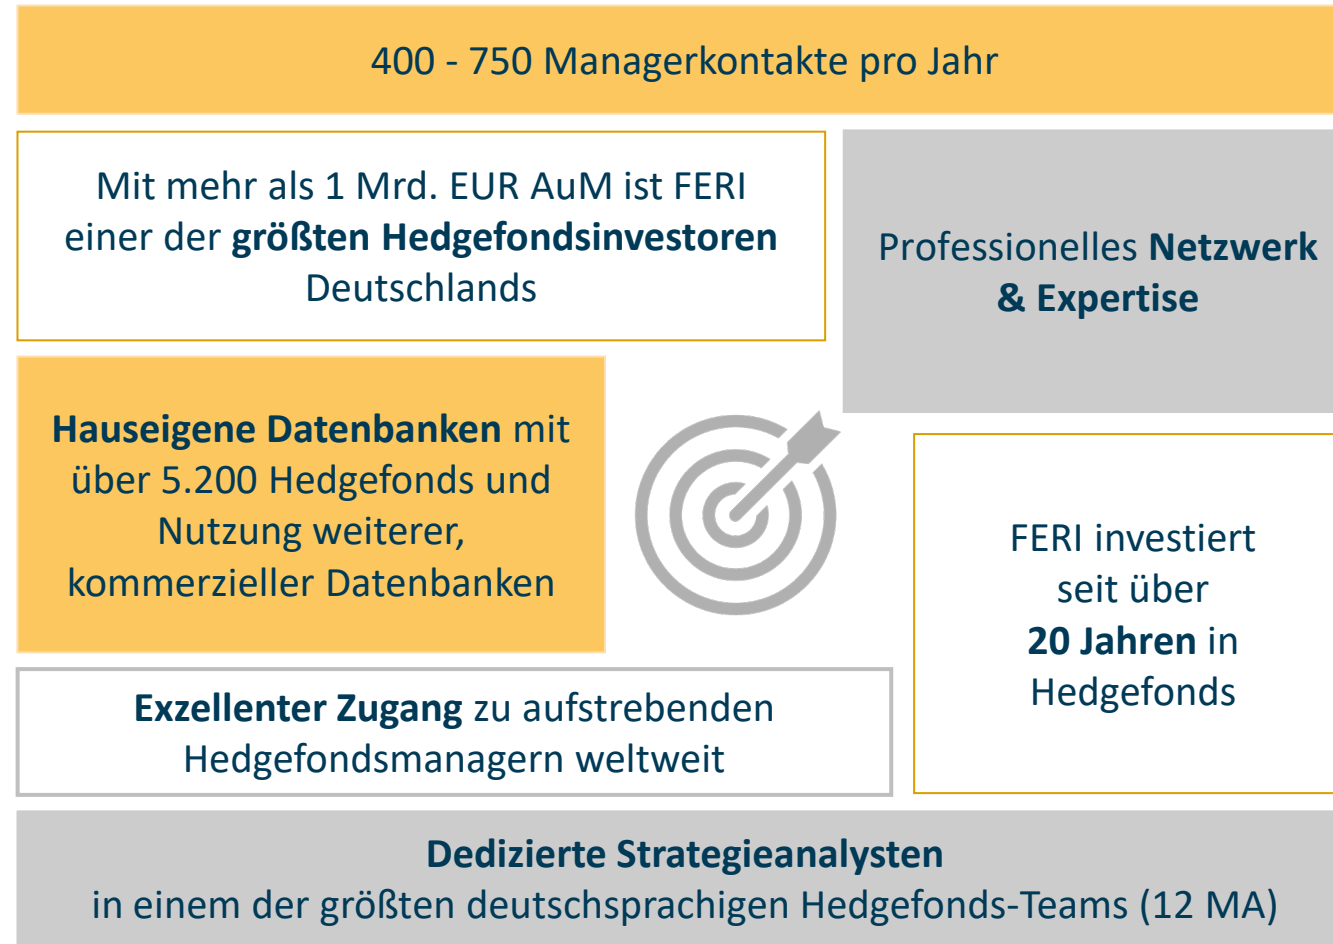 400 - 750 Managerkontakte pro Jahr
Mit mehr als 1 Mrd. EUR AuM ist FERI
einer der größten Hedgefondsinvestoren
Deutschlands
Professionelles Netzwerk
& Expertise
Hauseigene Datenbanken mit
über 5.200 Hedgefonds und
Nutzung weiterer,
kommerzieller Datenbanken
FERI investiert
seit über
20 Jahren in
Hedgefonds
Exzellenter Zugang zu aufstrebenden
Hedgefondsmanagern weltweit
Dedizierte Strategieanalysten
in einem der größten deutschsprachigen Hedgefonds-Teams (12 MA)